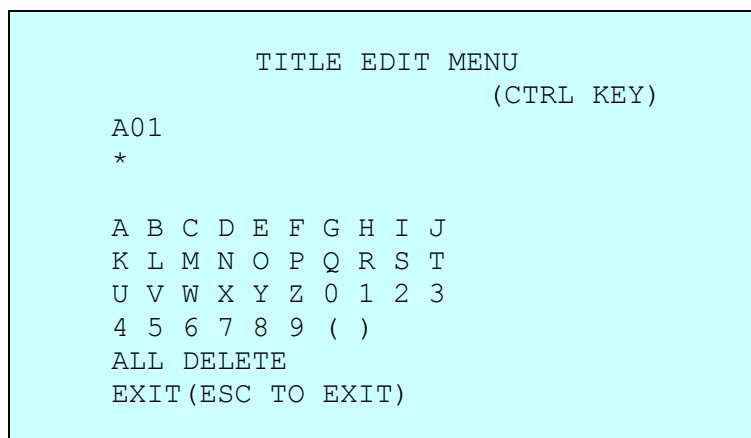 TITLE EDIT MENU
(CTRL KEY)
A01
*
A B C D E F G H I J
K L M N O P Q R S T
U V W X Y Z 0 1 2 3
4 5 6 7 8 9 ( )
ALL DELETE
EXIT(ESC TO EXIT)